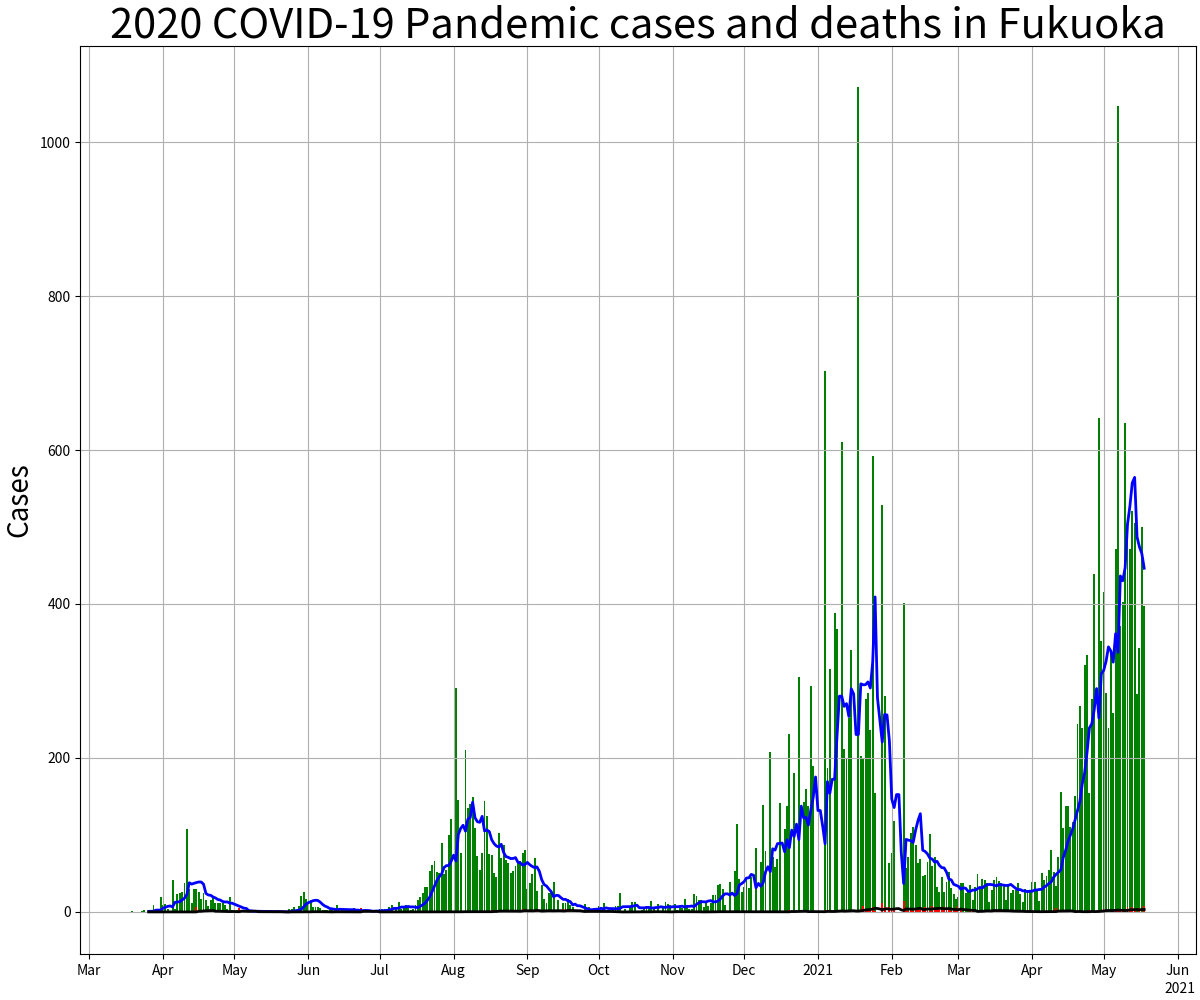 2020 COVID-19 Pandemic cases and deaths in Fukuoka
1000
800
600
400
200
0
Cases
Mar Apr May Jun Jul Aug Sep Oct Nov Dec 2021 Feb Mar Apr May Jun
2021